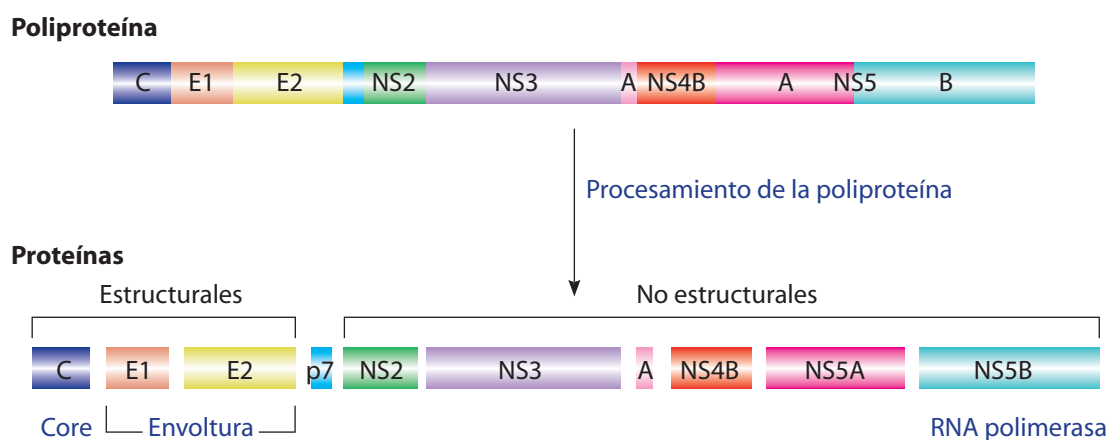 Poliproteína
C E1 E2 NS2 NS3 A NS4B A NS5 B
Procesamiento de la poliproteína
Proteínas
Estructurales No estructurales
C E1 E2 p7 NS2 NS3 A NS4B NS5A NS5B
Core Envoltura RNA polimerasa